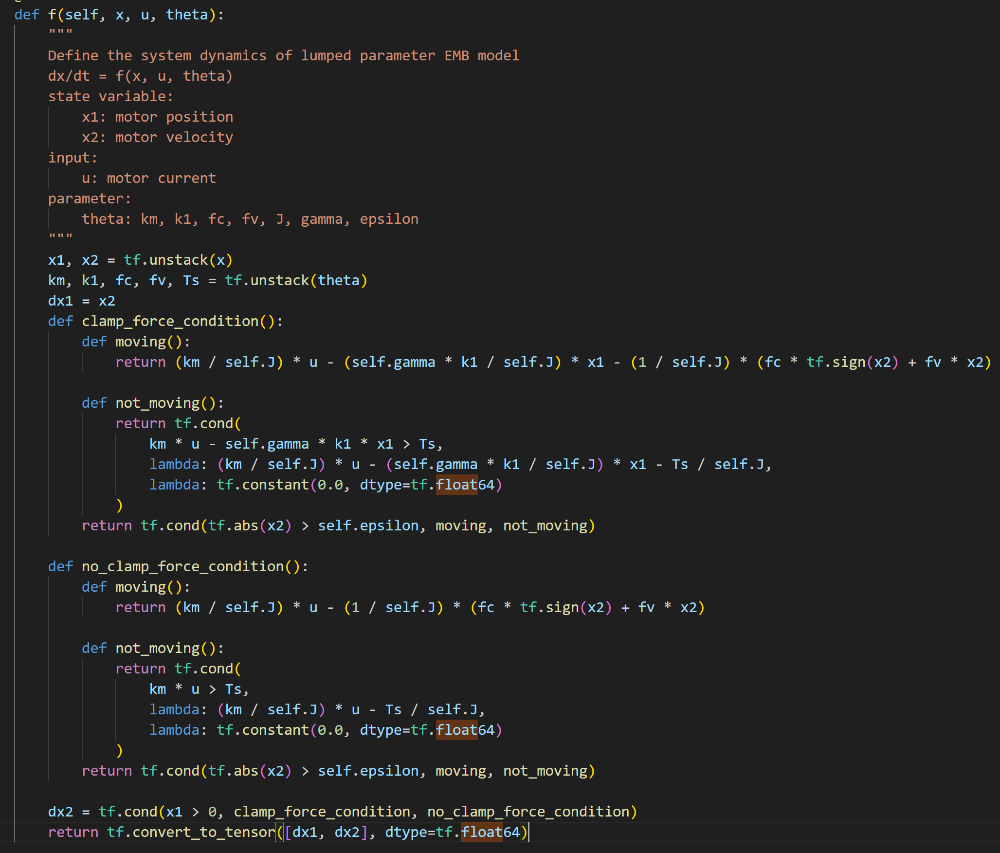 def f(self, x, u, theta):
    """
    Define the system dynamics of lumped parameter EMB model
    dx/dt = f(x, u, theta)
    state variable:
        x1: motor position
        x2: motor velocity
    input:
        u: motor current
    parameter:
        theta: km, k1, fc, fv, J, gamma, epsilon
    """
    x1, x2 = tf.unstack(x)
    km, k1, fc, fv, Ts = tf.unstack(theta)
    dx1 = x2
    def clamp_force_condition():
        def moving():
            return (km / self.J) * u - (self.gamma * k1 / self.J) * x1 - (1 / self.J) * (fc * tf.sign(x2) + fv * x2)

        def not_moving():
            return tf.cond(
                km * u - self.gamma * k1 * x1 > Ts,
                lambda: (km / self.J) * u - (self.gamma * k1 / self.J) * x1 - Ts / self.J,
                lambda: tf.constant(0.0, dtype=tf.float64)
            )
        return tf.cond(tf.abs(x2) > self.epsilon, moving, not_moving)

    def no_clamp_force_condition():
        def moving():
            return (km / self.J) * u - (1 / self.J) * (fc * tf.sign(x2) + fv * x2)

        def not_moving():
            return tf.cond(
                km * u > Ts,
                lambda: (km / self.J) * u - Ts / self.J,
                lambda: tf.constant(0.0, dtype=tf.float64)
            )
        return tf.cond(tf.abs(x2) > self.epsilon, moving, not_moving)

    dx2 = tf.cond(x1 > 0, clamp_force_condition, no_clamp_force_condition)
    return tf.convert_to_tensor([dx1, dx2], dtype=tf.float64)